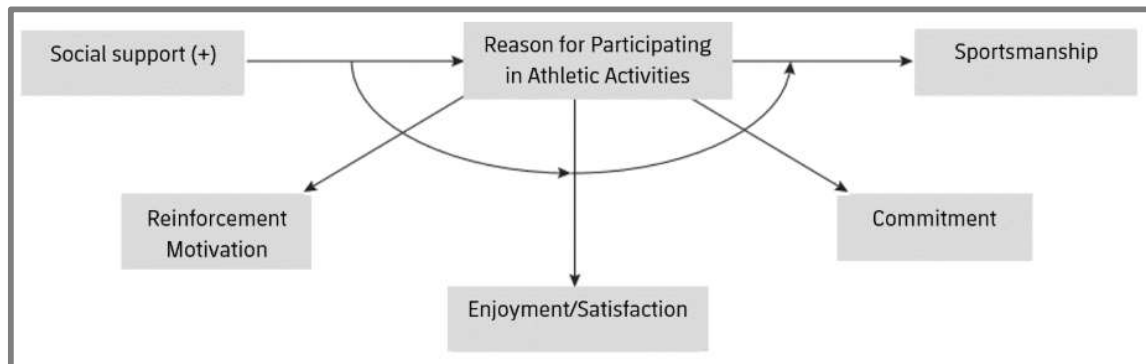 Social support (+)
Reason for Participating
in Athletic Activities
Sportsmanship
Reinforcement
Motivation
Commitment
Enjoyment/Satisfaction